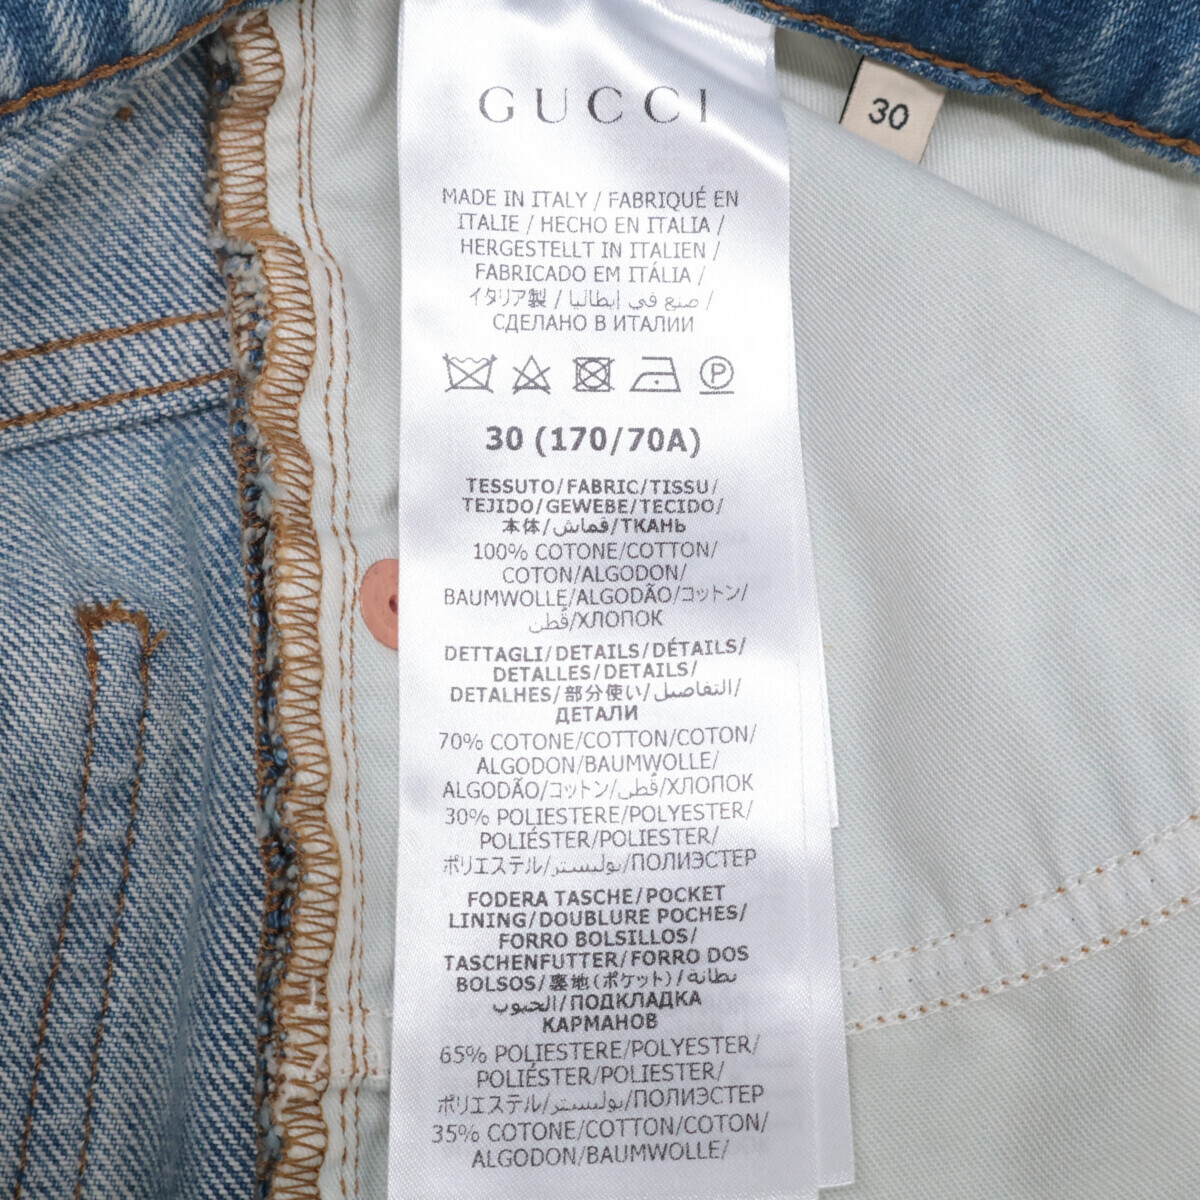 GUCCI
30
MADE IN ITALY / FABRIQUÉ EN
ITALIE / HECHO EN ITALIA /
HERGESTELLT IN ITALIEN /
FABRICADO EM ITÁLIA /
イタリア製 / صنع في إيطاليا /
СДЕЛАНО В ИТАЛИИ
P
30 (170/70A)
TESSUTO/FABRIC/TISSU/
TEJIDO/GEWEBE/TECIDO/
本体/قماش/ТКАНЬ
100% COTONE/COTTON/
COTON/ALGODON/
BAUMWOLLE/ALGODÃO/コットン/
قطن/ХЛОПОК
DETTAGLI/DETAILS/DÉTAILS/
DETALLES/DETAILS/
DETALHES/部分使い/التفاصيل/
ДЕТАЛИ
70% COTONE/COTTON/COTON/
ALGODON/BAUMWOLLE/
ALGODÃO/コットン/قطن/ХЛОПОК
30% POLIESTERE/POLYESTER/
POLIÉSTER/POLIESTER/
ポリエステル/بوليستر/ПОЛИЭСТЕР
FODERA TASCHE/POCKET
LINING/DOUBLURE POCHES/
FORRO BOLSILLOS/
TASCHENFUTTER/FORRO DOS
BOLSOS/裏地(ポケット)/بطانة
الجيوب/ПОДКЛАДКА
КАРМАНОВ
65% POLIESTERE/POLYESTER/
POLIÉSTER/POLIESTER/
ポリエステル/بوليستر/ПОЛИЭСТЕР
35% COTONE/COTTON/COTON/
ALGODON/BAUMWOLLE/